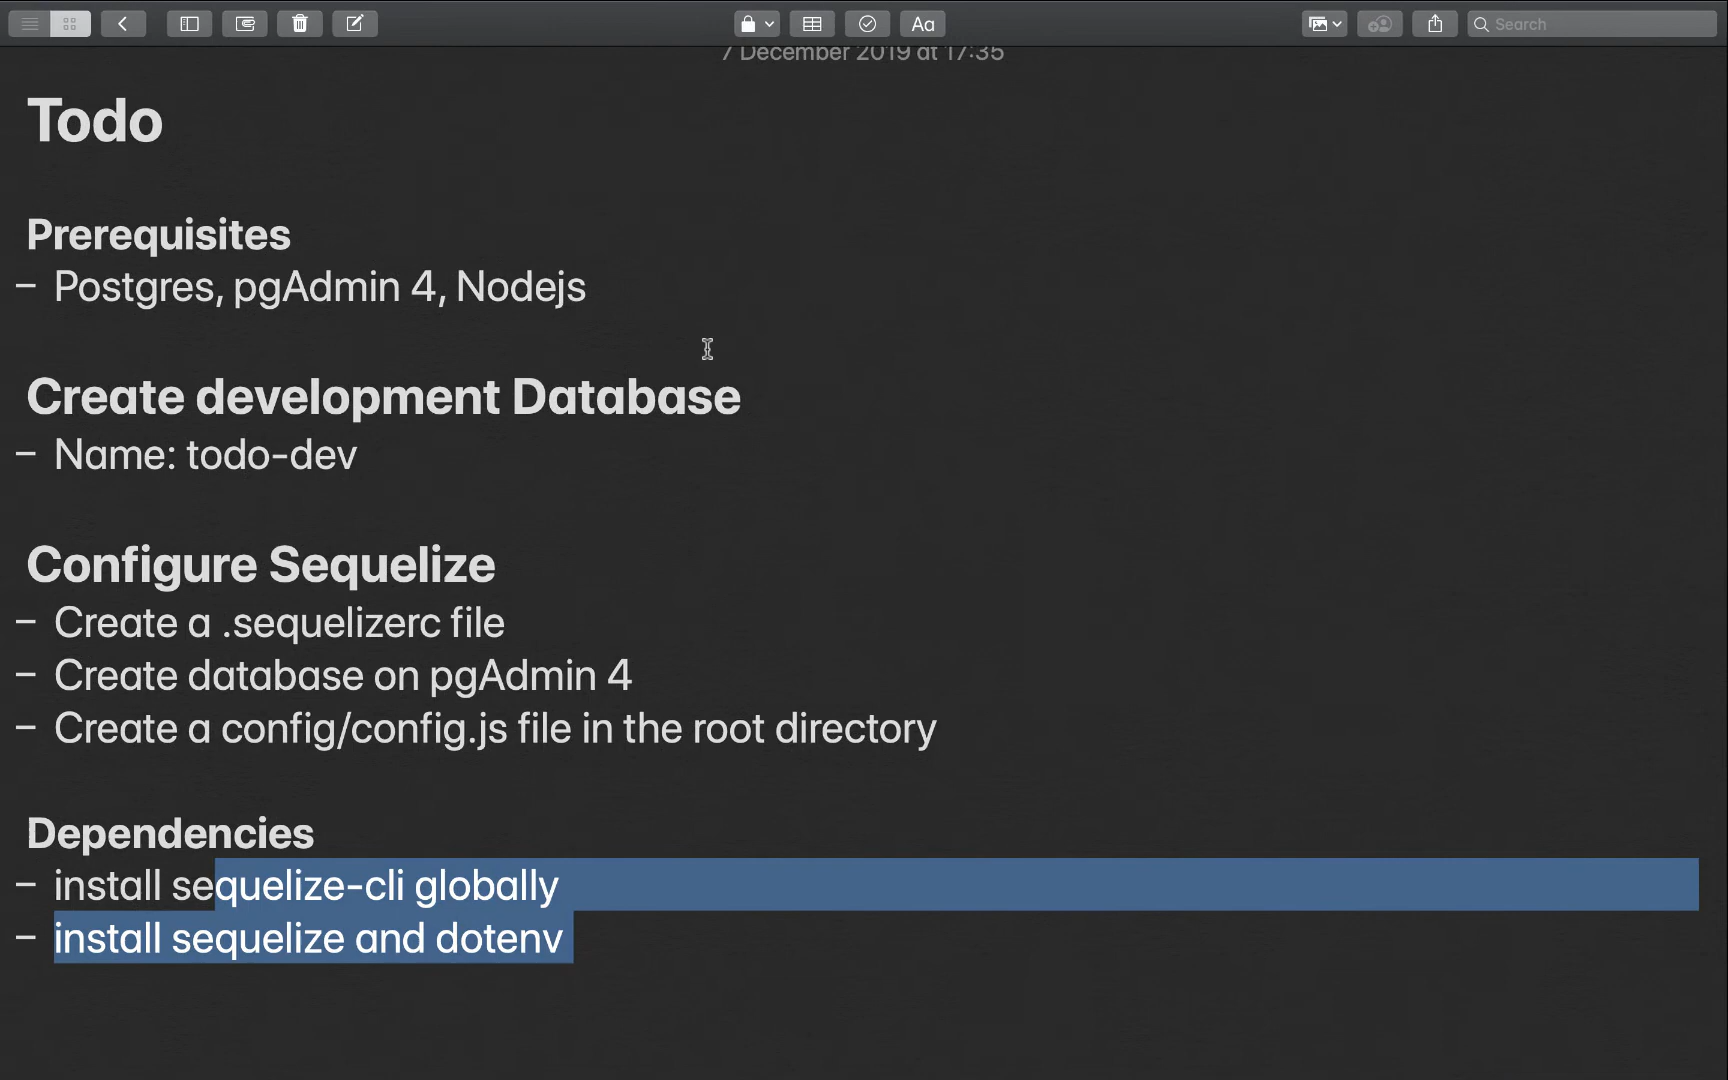 Aa
Search
7 December 2019 at 17:35
Todo
Prerequisites
– Postgres, pgAdmin 4, Nodejs
Create development Database
– Name: todo-dev
Configure Sequelize
– Create a .sequelizerc file
– Create database on pgAdmin 4
– Create a config/config.js file in the root directory
Dependencies
– install sequelize-cli globally
– install sequelize and dotenv